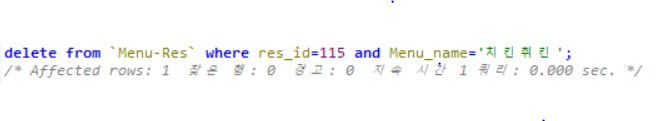 delete from `Menu-Res` where res_id=115 and Menu_name='치킨취킨';
/* Affected rows: 1  찾은 행: 0  경고: 0  지속 시간 1 쿼리: 0.000 sec. */